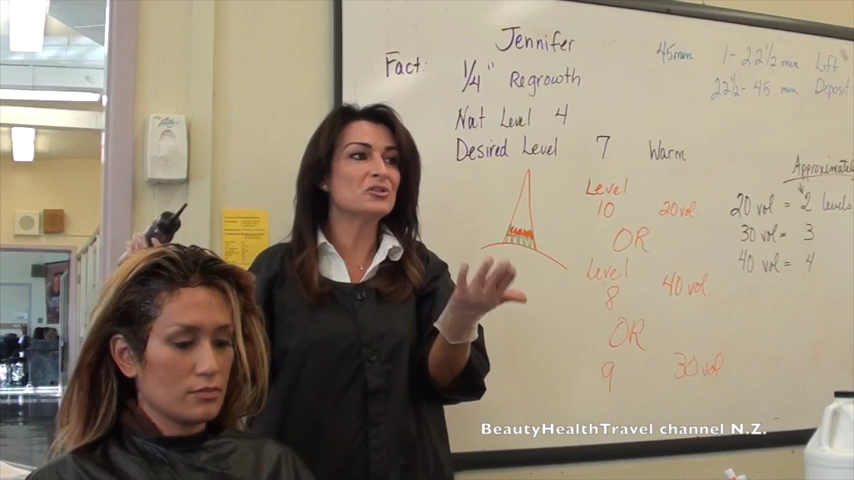 Jennifer
Fact:
1/4" Regrowth
Nat Level 4
Desired Level 7 Warm
45min 1- 22 1/2 min Lift
22 1/2 - 45 min Deposit
Level
10 20 vol
OR
Level
8 40 vol
OR
9 30 vol
Approximately
20 vol = 2 levels
30 vol = 3
40 vol = 4
BeautyHealthTravel channel N.Z.